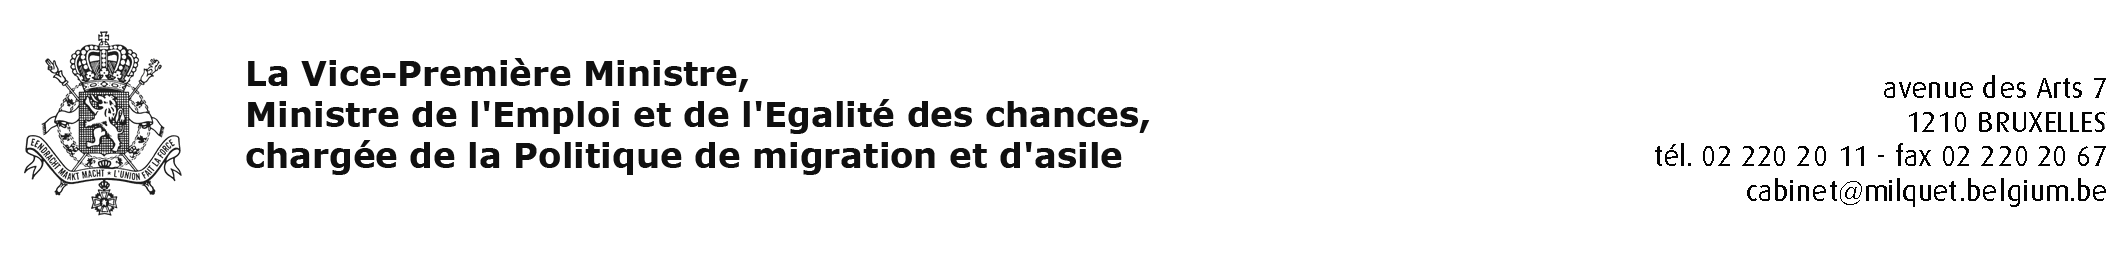 EENDRACHT MAAKT MACHT * L'UNION FAIT LA FORCE
La Vice-Première Ministre,
Ministre de l'Emploi et de l'Egalité des chances,
chargée de la Politique de migration et d'asile
avenue des Arts 7
1210 BRUXELLES
tél. 02 220 20 11 - fax 02 220 20 67
cabinet@milquet.belgium.be